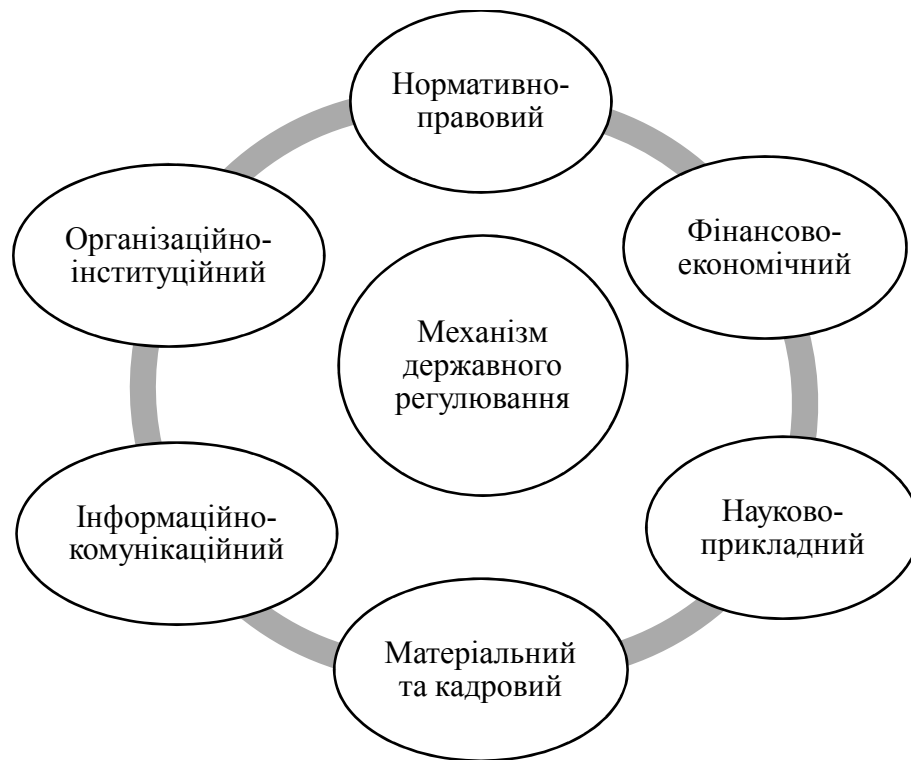 Нормативно-
правовий
Фінансово-
економічний
Науково-
прикладний
Матеріальний
та кадровий
Інформаційно-
комунікаційний
Організаційно-
інституційний
Механізм
державного
регулювання